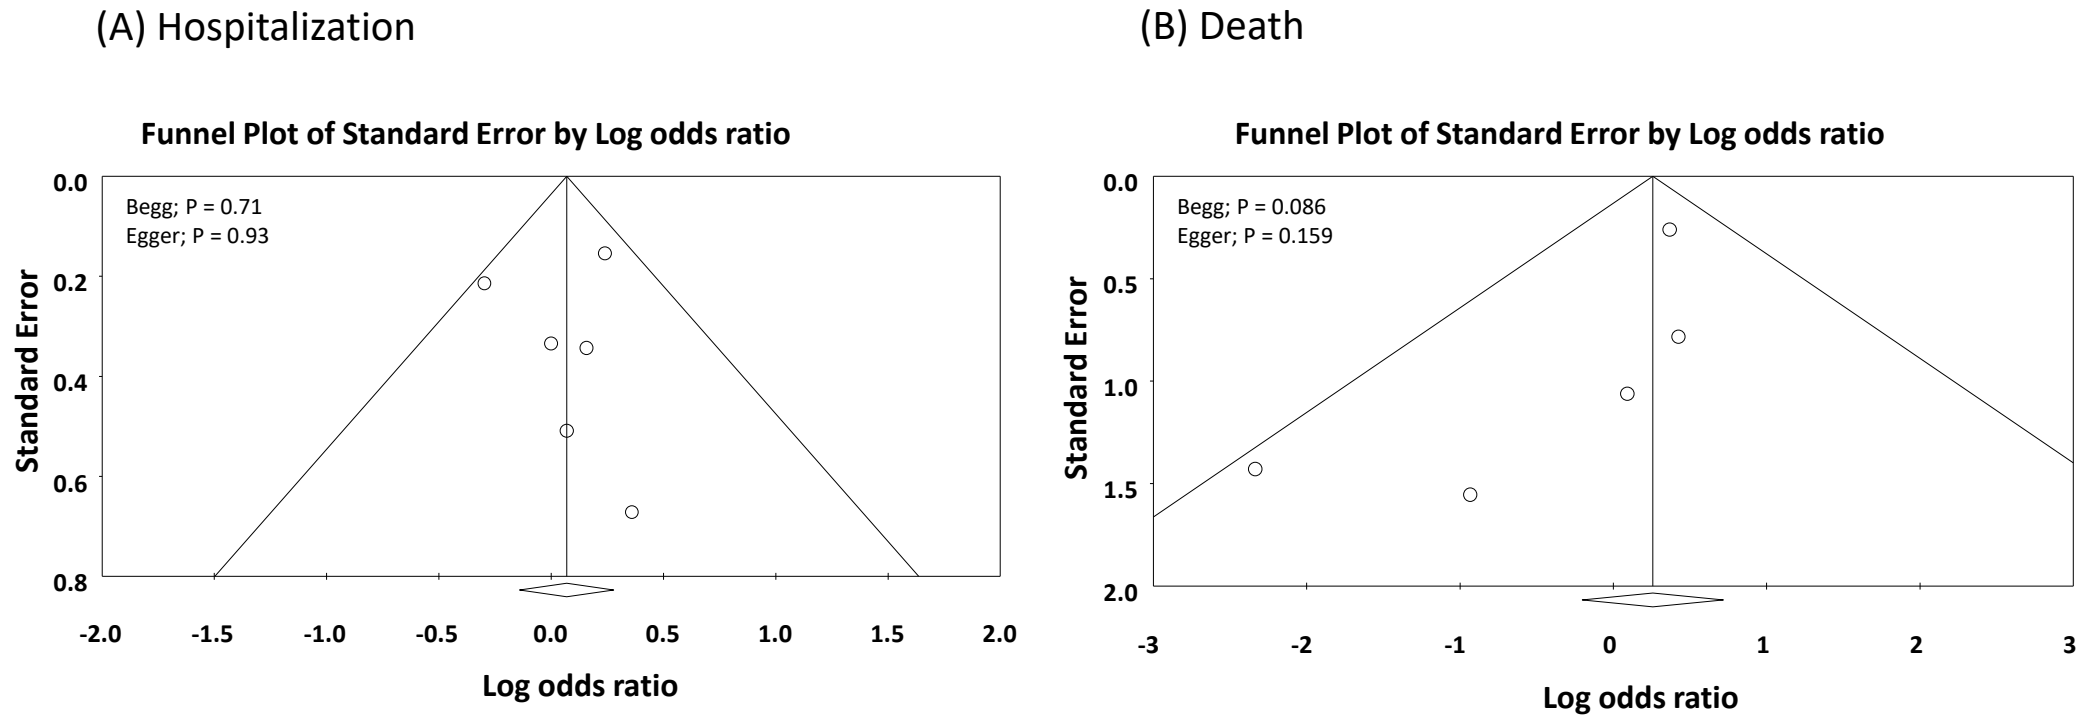 (A) Hospitalization
Funnel Plot of Standard Error by Log odds ratio
Begg; P = 0.71
Egger; P = 0.93
Standard Error
0.0
0.2
0.4
0.6
0.8
-2.0 -1.5 -1.0 -0.5 0.0 0.5 1.0 1.5 2.0
Log odds ratio
(B) Death
Funnel Plot of Standard Error by Log odds ratio
Begg; P = 0.086
Egger; P = 0.159
Standard Error
0.0
0.5
1.0
1.5
2.0
-3 -2 -1 0 1 2 3
Log odds ratio